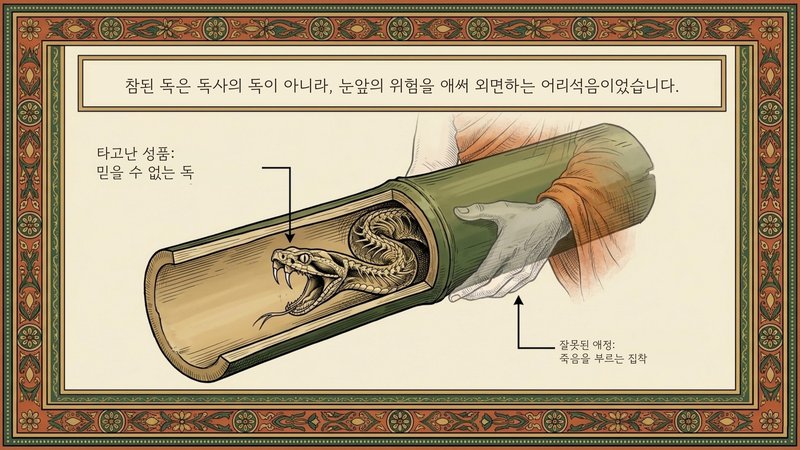 참된 독은 독사의 독이 아니라, 눈앞의 위험을 애써 외면하는 어리석음이었습니다.
타고난 성품:
믿을 수 없는 독
잘못된 애정:
죽음을 부르는 집착